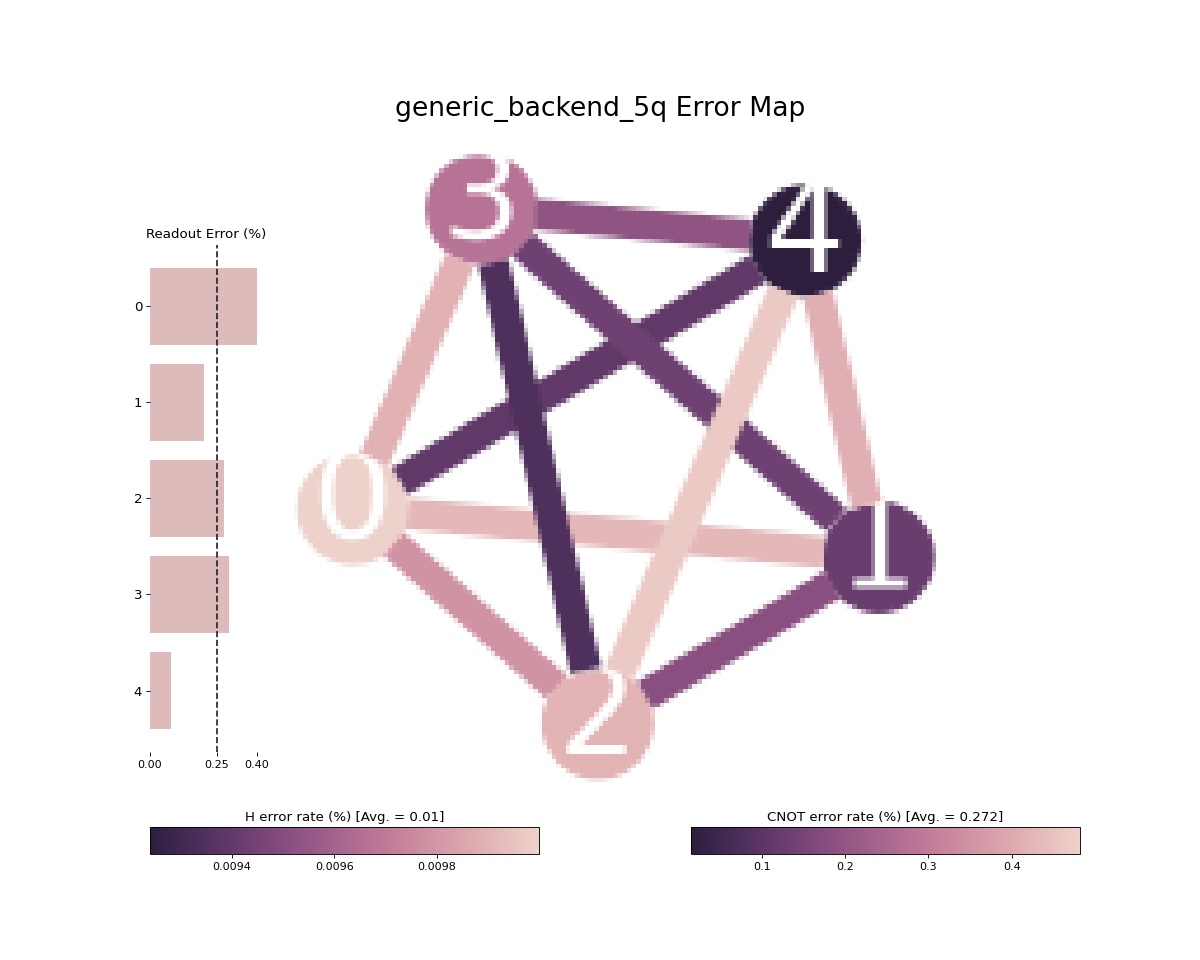 generic_backend_5q Error Map
3
4
Readout Error (%)
0
1
2
3
4
0
1
2
0.00 0.25 0.40
H error rate (%) [Avg. = 0.01]
0.0094 0.0096 0.0098
CNOT error rate (%) [Avg. = 0.272]
0.1 0.2 0.3 0.4